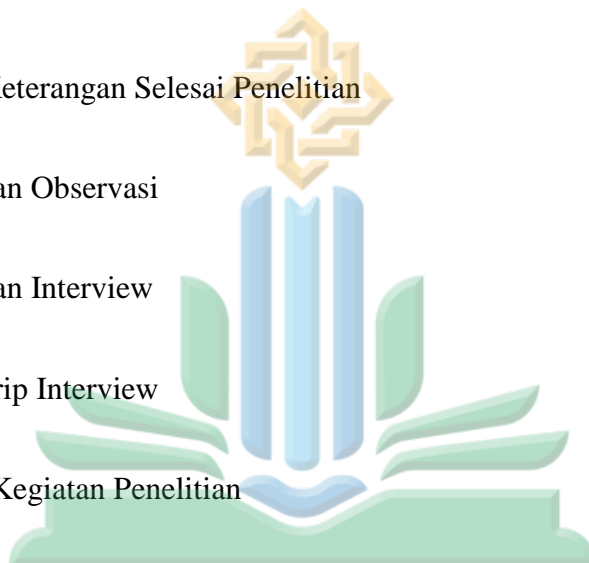 Keterangan Selesai Penelitian
an Observasi
an Interview
rip Interview
Kegiatan Penelitian